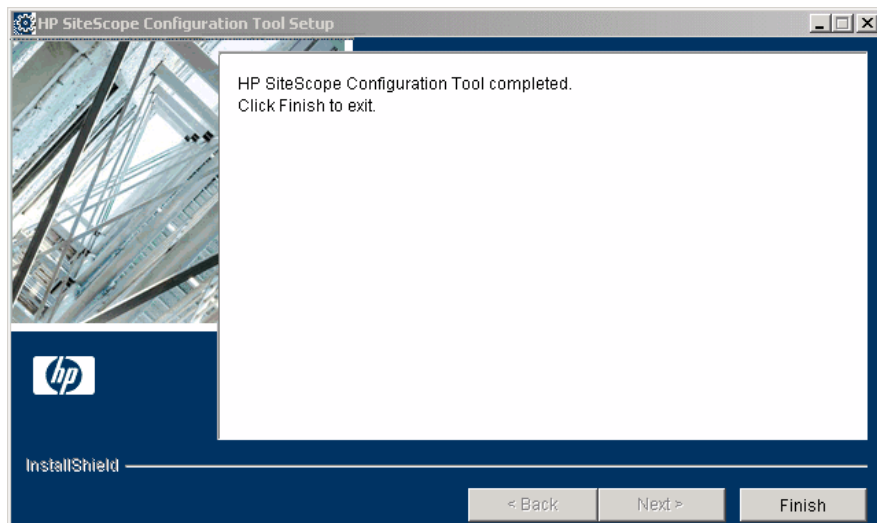 HP SiteScope Configuration Tool Setup
HP SiteScope Configuration Tool completed.
Click Finish to exit.
hp
InstallShield
< Back
Next >
Finish